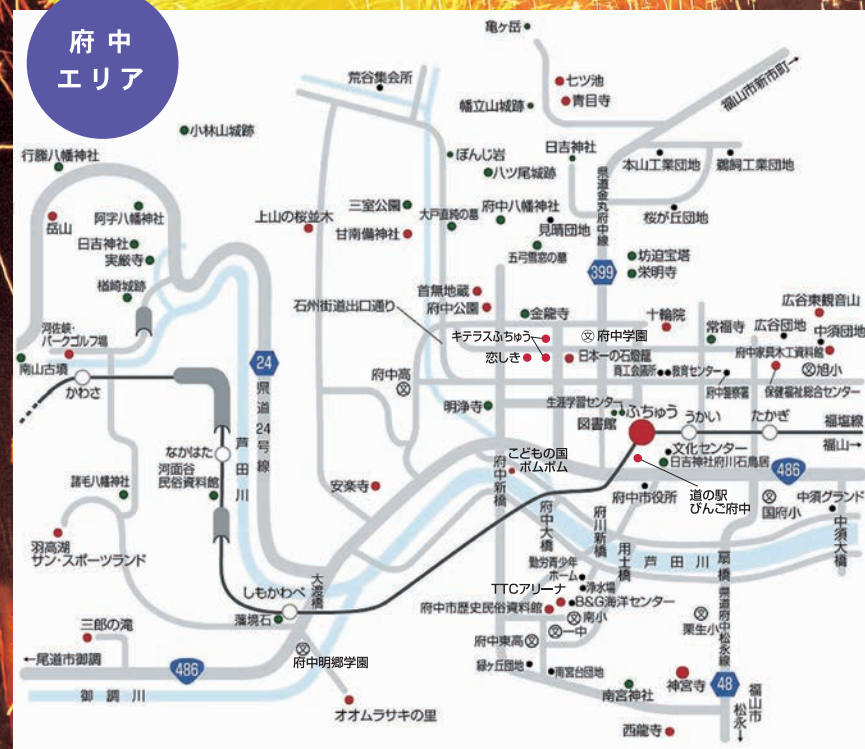 府中
エリア
亀ヶ岳
七ツ池
青目寺
福山市新市町→
荒谷集会所
幡立山城跡
小林山城跡
行縢八幡神社
ぼんじ岩
日吉神社
本山工業団地
鵜飼工業団地
八ツ尾城跡
県道金丸府中線
岳山
阿字八幡神社
上山の桜並木
三室公園
大戸直純の墓
府中八幡神社
見晴団地
桜が丘団地
日吉神社
甘南備神社
五弓雪窓の墓
坊迫宝塔
実厳寺
399
栄明寺
楢崎城跡
首無地蔵
府中公園
石州街道出口通り
金龍寺
十輪院
広谷東観音山
河佐峡・
パークゴルフ場
キテラスふちゅう
府中学園
常福寺
広谷団地
中須団地
南山古墳
24
恋しき
日本一の石燈籠
府中家具木工資料館
旭小
かわさ
県道24号線
府中高
商工会議所
教育センター
府中警察署
保健福祉総合センター
明浄寺
生涯学習センター
図書館
ふちゅう
うかい
たかぎ
福塩線
福山→
なかはた
芦田川
こどもの国
ポムポム
文化センター
日吉神社府川石鳥居
486
河面谷
民俗資料館
府中新橋
道の駅
びんご府中
諸毛八幡神社
安楽寺
府中市役所
国府小
中須グランド
府中大橋
府川新橋
用土橋
芦田川
扇橋
中須大橋
羽高湖
サン・スポーツランド
勤労青少年
ホーム
浄水場
しもかわべ
大渡橋
TTCアリーナ
B&G海洋センター
県道府中松永線
藩境石
府中市歴史民俗資料館
南小
三郎の滝
一中
栗生小
←尾道市御調
府中明郷学園
府中東高
486
緑ヶ丘団地
南宮台団地
神宮寺
48
御調川
南宮神社
福山市
松永→
オオムラサキの里
西龍寺